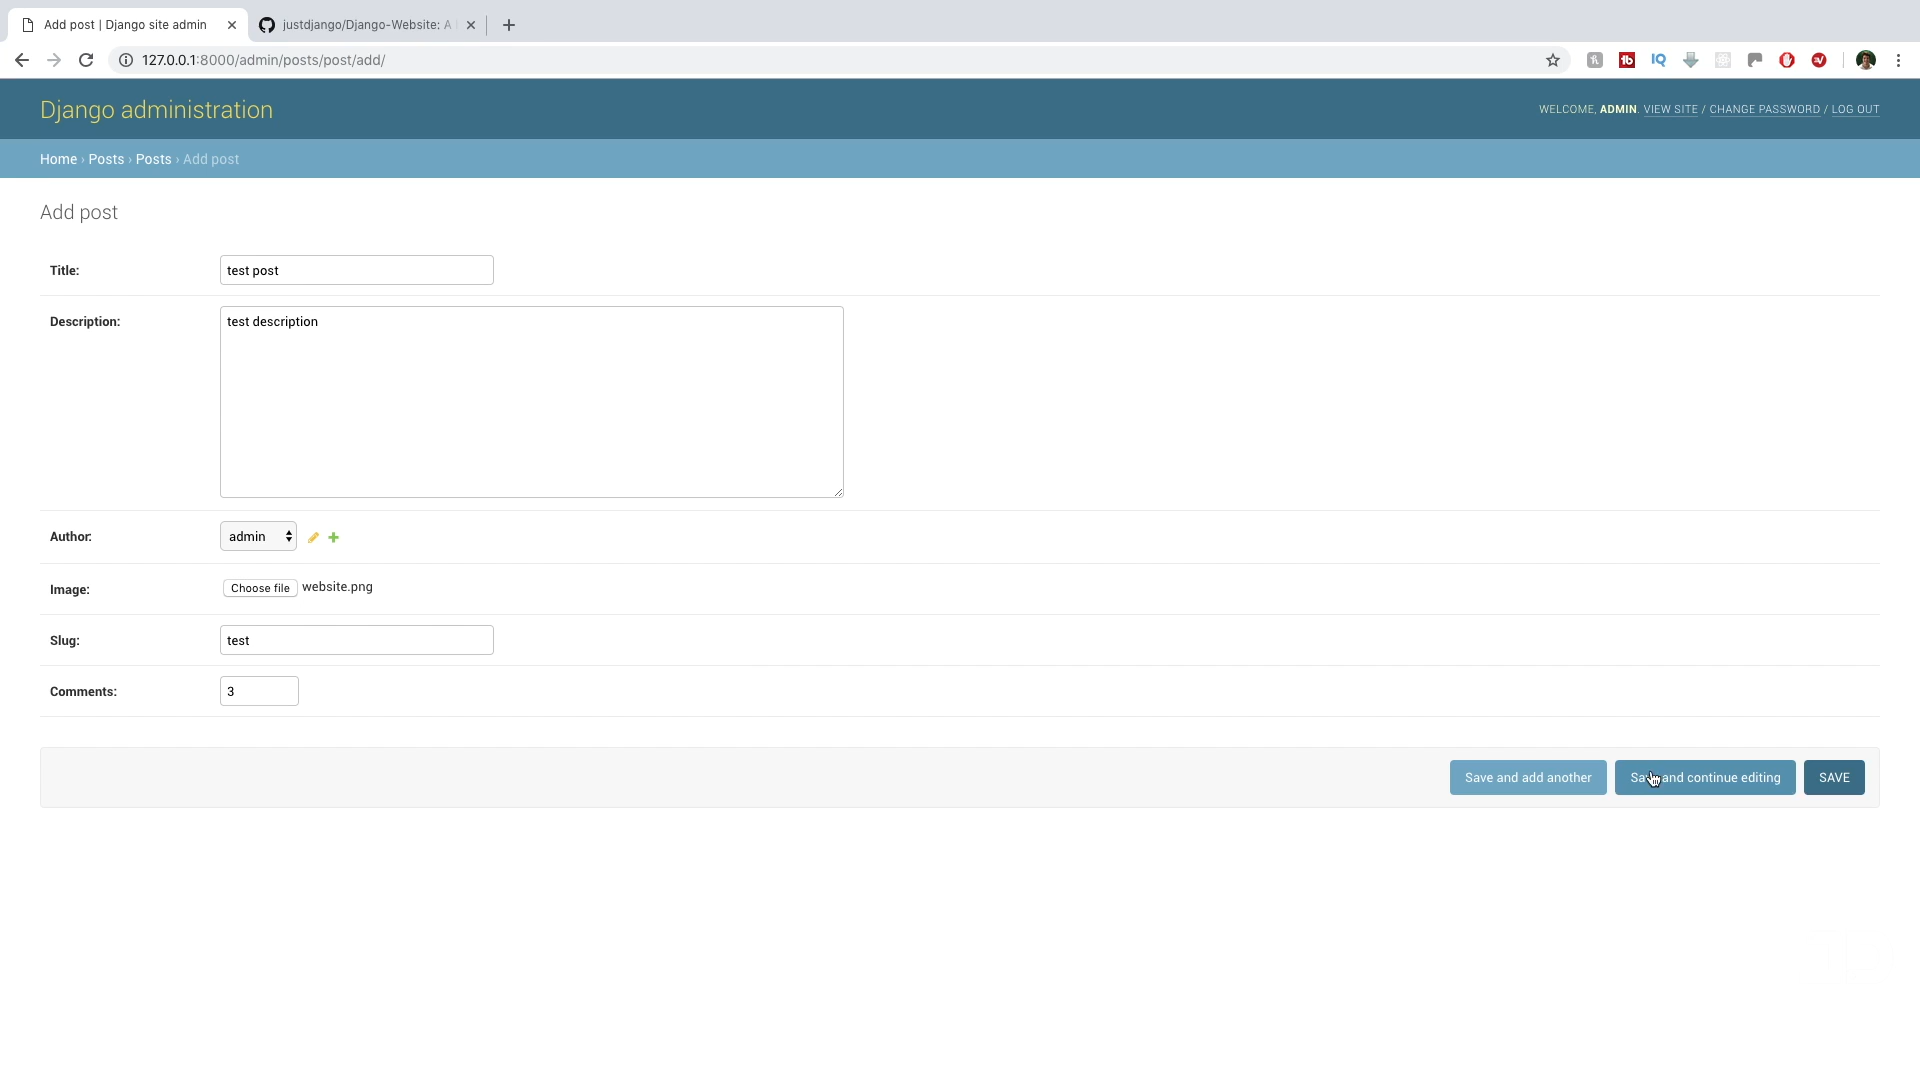 Add post | Django site admin
justdjango/Django-Website: A
127.0.0.1:8000/admin/posts/post/add/
tb
IQ
Django administration
WELCOME, ADMIN. VIEW SITE / CHANGE PASSWORD / LOG OUT
Home › Posts › Posts › Add post
Add post
Title:
test post
Description:
test description
Author:
admin
Image:
Choose file website.png
Slug:
test
Comments:
3
Save and add another
Save and continue editing
SAVE